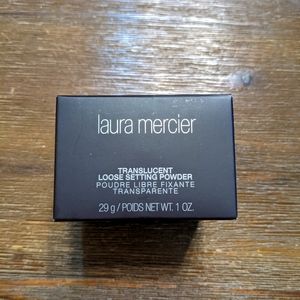 laura mercier
TRANSLUCENT
LOOSE SETTING POWDER
POUDRE LIBRE FIXANTE
TRANSPARENTE
29 g / POIDS NET WT. 1 OZ.